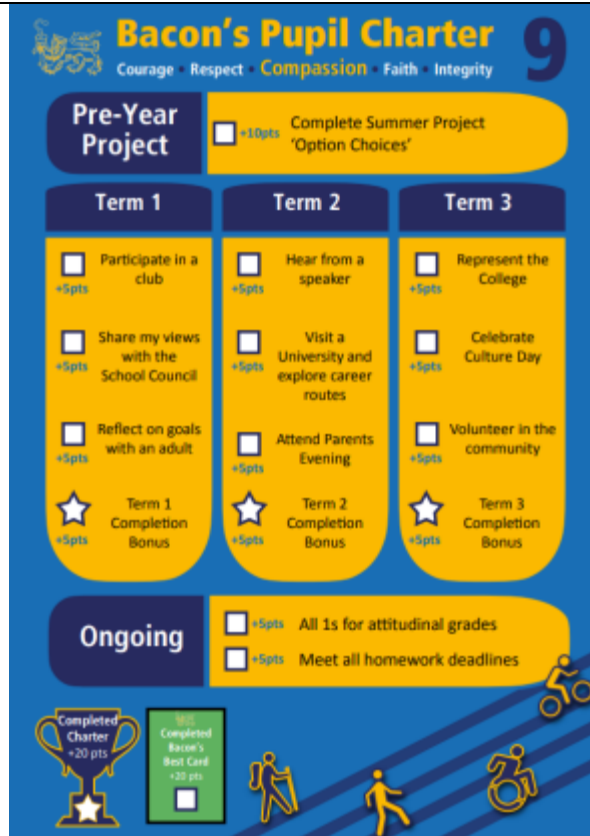 Bacon's Pupil Charter
9
Courage • Respect • Compassion • Faith • Integrity
Pre-Year
Project
+10pts
Complete Summer Project
'Option Choices'
Term 1
Participate in a
club
+5pts
Share my views
with the
School Council
+5pts
Reflect on goals
with an adult
+5pts
Term 1
Completion
Bonus
+5pts
Term 2
Hear from a
speaker
+5pts
Visit a
University and
explore career
routes
+5pts
Attend Parents
Evening
+5pts
Term 2
Completion
Bonus
+5pts
Term 3
Represent the
College
+5pts
Celebrate
Culture Day
+5pts
Volunteer in the
community
+5pts
Term 3
Completion
Bonus
+5pts
Ongoing
+5pts All 1s for attitudinal grades
+5pts Meet all homework deadlines
Completed
Charter
+20 pts
Completed
Bacon's
Best Card
+20 pts